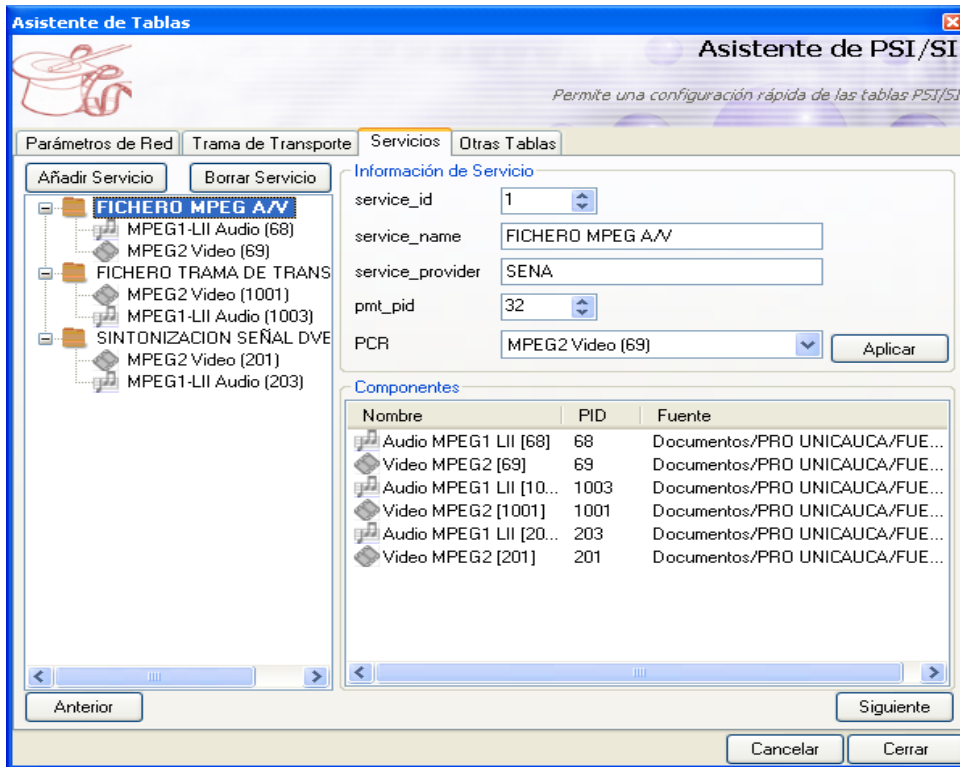 Asistente de Tablas
Asistente de PSI/SI
Permite una configuración rápida de las tablas PSI/SI
Parámetros de Red Trama de Transporte Servicios Otras Tablas
Añadir Servicio Borrar Servicio
FICHERO MPEG A/V
MPEG1-LII Audio (68)
MPEG2 Video (69)
FICHERO TRAMA DE TRANS
MPEG2 Video (1001)
MPEG1-LII Audio (1003)
SINTONIZACION SEÑAL DVB
MPEG2 Video (201)
MPEG1-LII Audio (203)
Información de Servicio
service_id 1
service_name FICHERO MPEG A/V
service_provider SENA
pmt_pid 32
PCR MPEG2 Video (69) Aplicar
Componentes
Nombre PID Fuente
Audio MPEG1 LII [68] 68 Documentos/PRO UNICAUCA/FUE...
Video MPEG2 [69] 69 Documentos/PRO UNICAUCA/FUE...
Audio MPEG1 LII [10... 1003 Documentos/PRO UNICAUCA/FUE...
Video MPEG2 [1001] 1001 Documentos/PRO UNICAUCA/FUE...
Audio MPEG1 LII [20... 203 Documentos/PRO UNICAUCA/FUE...
Video MPEG2 [201] 201 Documentos/PRO UNICAUCA/FUE...
Anterior Siguiente
Cancelar Cerrar